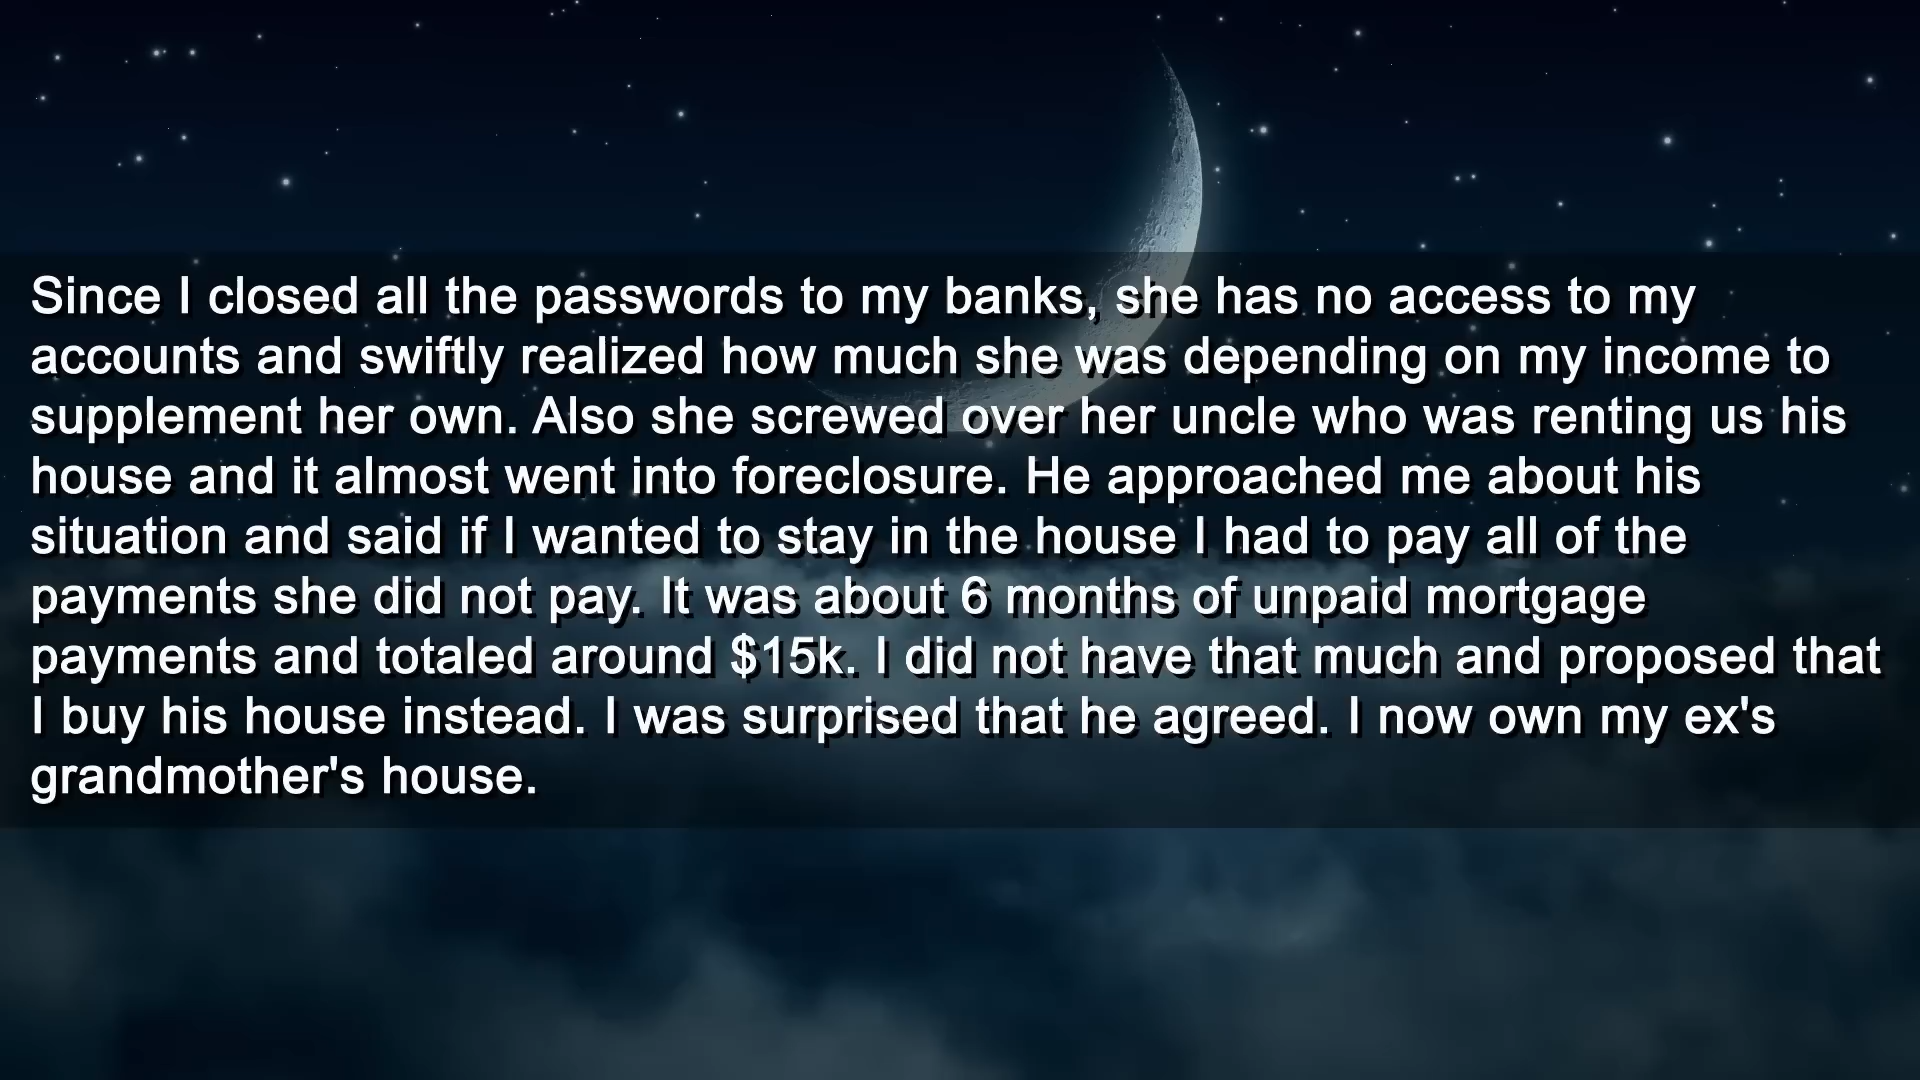 Since I closed all the passwords to my banks, she has no access to my
accounts and swiftly realized how much she was depending on my income to
supplement her own. Also she screwed over her uncle who was renting us his
house and it almost went into foreclosure. He approached me about his
situation and said if I wanted to stay in the house I had to pay all of the
payments she did not pay. It was about 6 months of unpaid mortgage
payments and totaled around $15k. I did not have that much and proposed that
I buy his house instead. I was surprised that he agreed. I now own my ex's
grandmother's house.